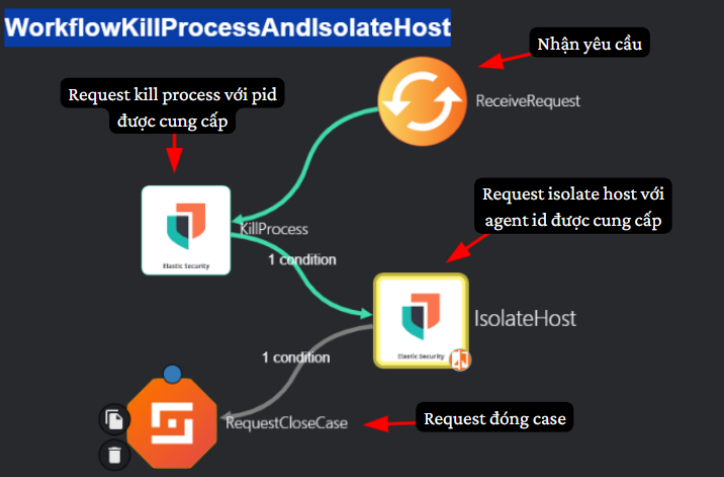 WorkflowKillProcessAndIsolateHost
Nhận yêu cầu
ReceiveRequest
Request kill process với pid
được cung cấp
Request isolate host với
agent id được cung cấp
KillProcess
Elastic Security
1 condition
IsolateHost
Elastic Security
1 condition
RequestCloseCase
Request đóng case